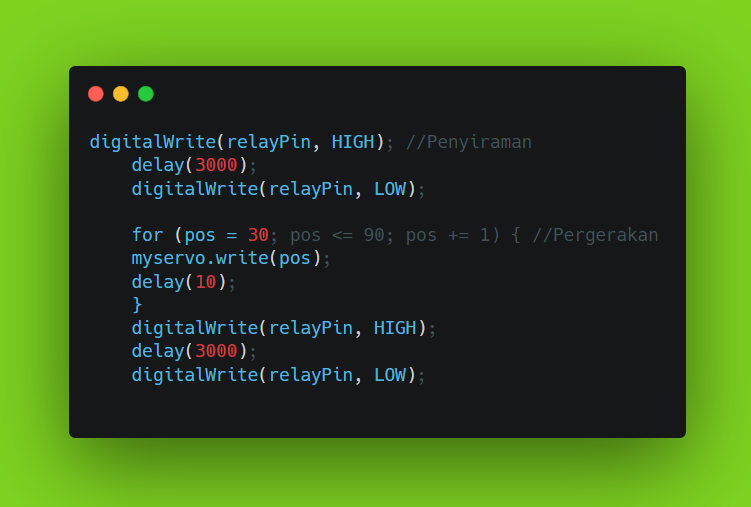 digitalWrite(relayPin, HIGH); //Penyiraman
    delay(3000);
    digitalWrite(relayPin, LOW);

    for (pos = 30; pos <= 90; pos += 1) { //Pergerakan
    myservo.write(pos);
    delay(10);
    }
    digitalWrite(relayPin, HIGH);
    delay(3000);
    digitalWrite(relayPin, LOW);